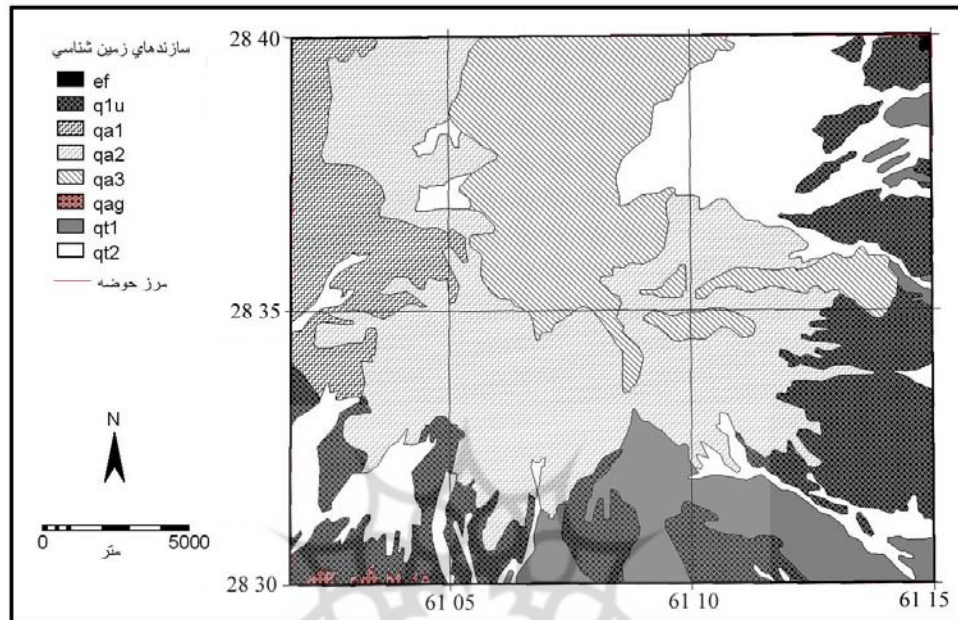 سازندهاي زمين شناسي
ef
q1u
qa1
qa2
qa3
qag
qt1
qt2
مرز حوضه
N
0 5000
متر
28 40
28 35
28 30
61 05
61 10
61 15